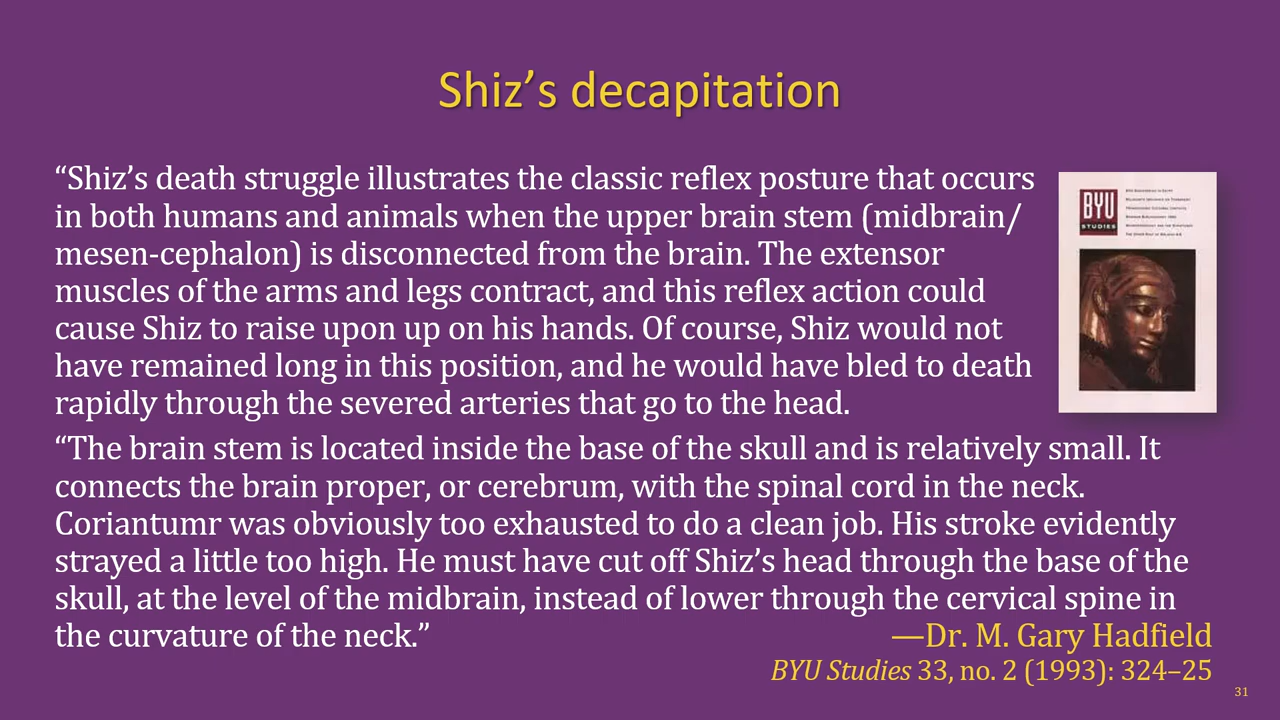 Shiz’s decapitation
“Shiz’s death struggle illustrates the classic reflex posture that occurs
in both humans and animals when the upper brain stem (midbrain/
mesen-cephalon) is disconnected from the brain. The extensor
muscles of the arms and legs contract, and this reflex action could
cause Shiz to raise upon up on his hands. Of course, Shiz would not
have remained long in this position, and he would have bled to death
rapidly through the severed arteries that go to the head.
BYU
STUDIES
“The brain stem is located inside the base of the skull and is relatively small. It
connects the brain proper, or cerebrum, with the spinal cord in the neck.
Coriantumr was obviously too exhausted to do a clean job. His stroke evidently
strayed a little too high. He must have cut off Shiz’s head through the base of the
skull, at the level of the midbrain, instead of lower through the cervical spine in
the curvature of the neck.” —Dr. M. Gary Hadfield
BYU Studies 33, no. 2 (1993): 324–25
31